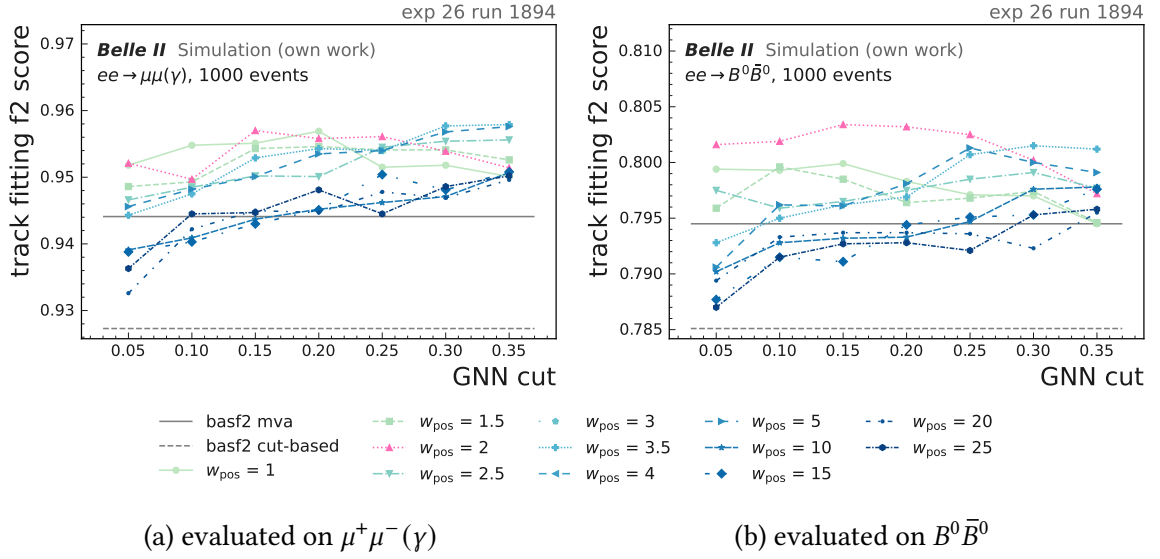 exp 26 run 1894
Belle II Simulation (own work)
ee → μμ(γ), 1000 events
track fitting f2 score
0.97
0.96
0.95
0.94
0.93
0.05 0.10 0.15 0.20 0.25 0.30 0.35
GNN cut
exp 26 run 1894
Belle II Simulation (own work)
ee → B⁰B̄⁰, 1000 events
track fitting f2 score
0.810
0.805
0.800
0.795
0.790
0.785
0.05 0.10 0.15 0.20 0.25 0.30 0.35
GNN cut
basf2 mva
basf2 cut-based
w_pos = 1
w_pos = 1.5
w_pos = 2
w_pos = 2.5
w_pos = 3
w_pos = 3.5
w_pos = 4
w_pos = 5
w_pos = 10
w_pos = 15
w_pos = 20
w_pos = 25
(a) evaluated on μ⁺μ⁻(γ)
(b) evaluated on B⁰B̄⁰